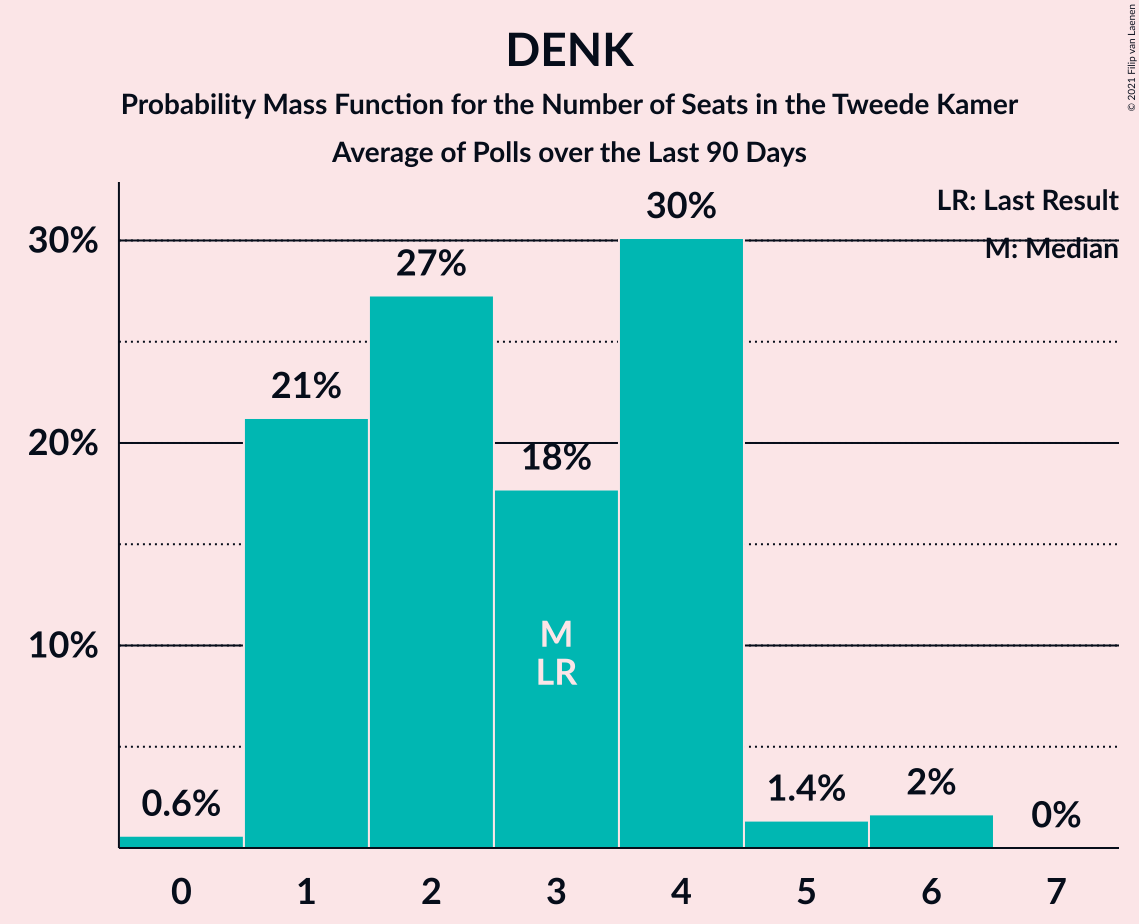 DENK
Probability Mass Function for the Number of Seats in the Tweede Kamer
Average of Polls over the Last 90 Days
© 2021 Filip van Laenen
LR: Last Result
M: Median
30%
20%
10%
0.6%
21%
27%
18%
30%
1.4%
2%
0%
M
LR
0
1
2
3
4
5
6
7